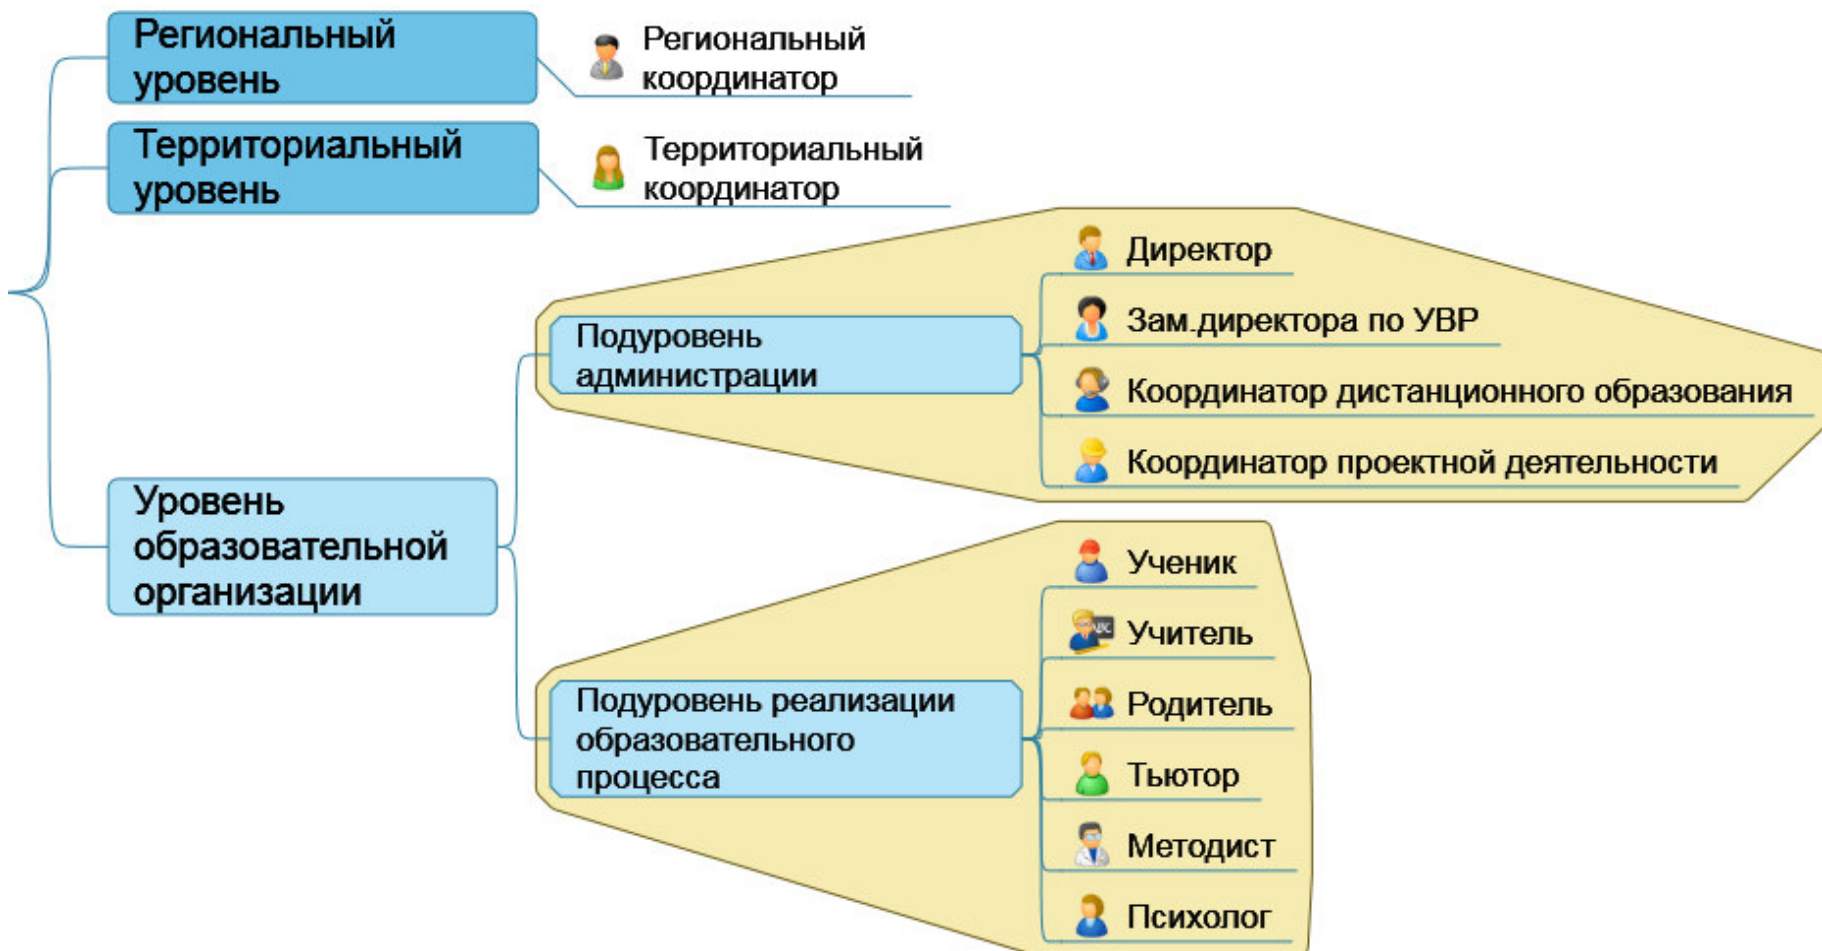 Региональный
уровень
Региональный
координатор
Территориальный
уровень
Территориальный
координатор
Уровень
образовательной
организации
Подуровень
администрации
Директор
Зам.директора по УВР
Координатор дистанционного образования
Координатор проектной деятельности
Подуровень реализации
образовательного
процесса
Ученик
ABC
Учитель
Родитель
Тьютор
Методист
Психолог